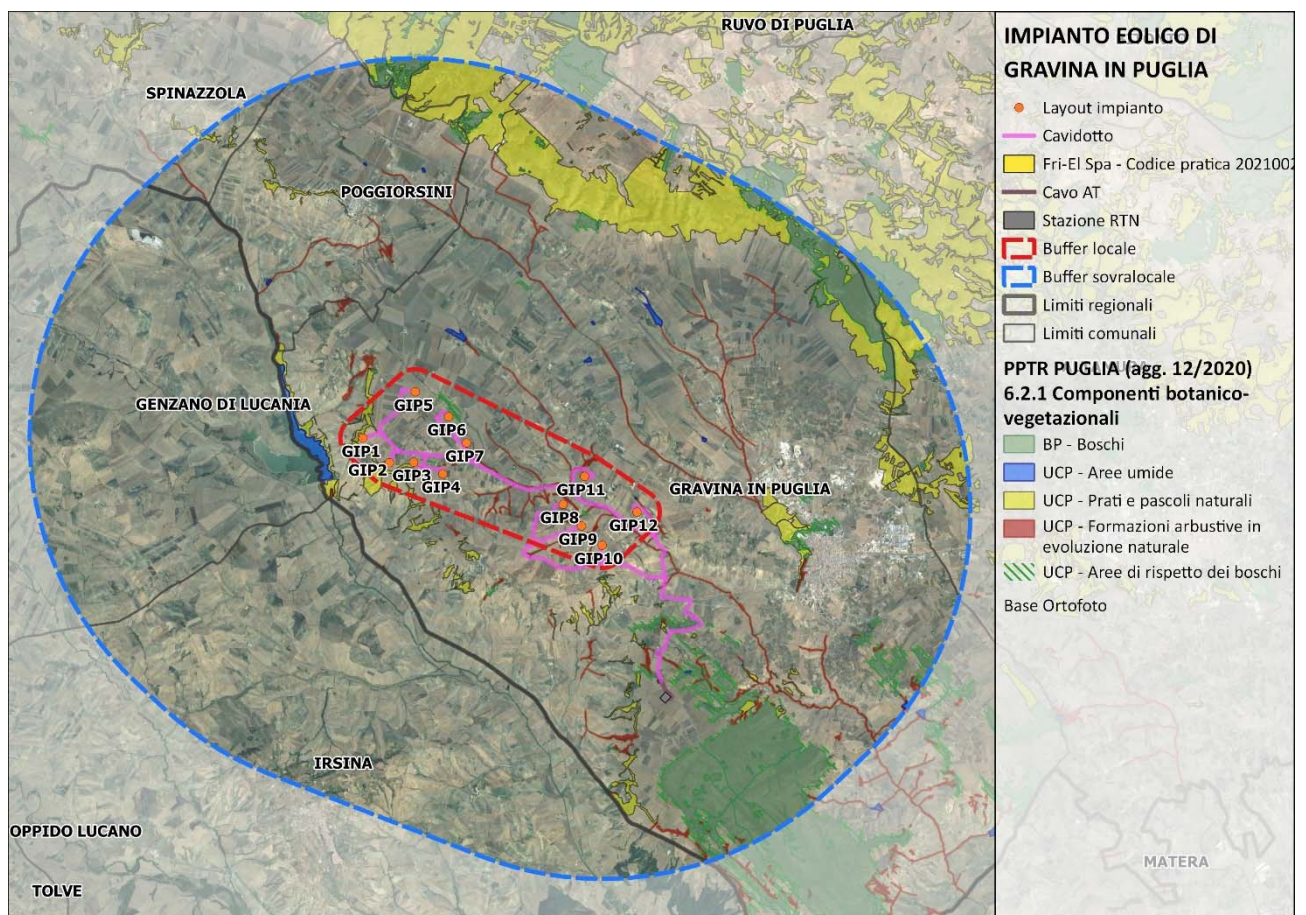 RUVO DI PUGLIA
SPINAZZOLA
POGGIORSINI
GENZANO DI LUCANIA
GIP5
GIP6
GIP1
GIP7
GIP2
GIP3
GIP4
GIP11
GRAVINA IN PUGLIA
GIP8
GIP12
GIP9
GIP10
IRSINA
OPPIDO LUCANO
TOLVE
IMPIANTO EOLICO DI
GRAVINA IN PUGLIA
Layout impianto
Cavidotto
Fri-El Spa - Codice pratica 2021002
Cavo AT
Stazione RTN
Buffer locale
Buffer sovralocale
Limiti regionali
Limiti comunali
PPTR PUGLIA (agg. 12/2020)
6.2.1 Componenti botanico-
vegetazionali
BP - Boschi
UCP - Aree umide
UCP - Prati e pascoli naturali
UCP - Formazioni arbustive in
evoluzione naturale
UCP - Aree di rispetto dei boschi
Base Ortofoto
MATERA